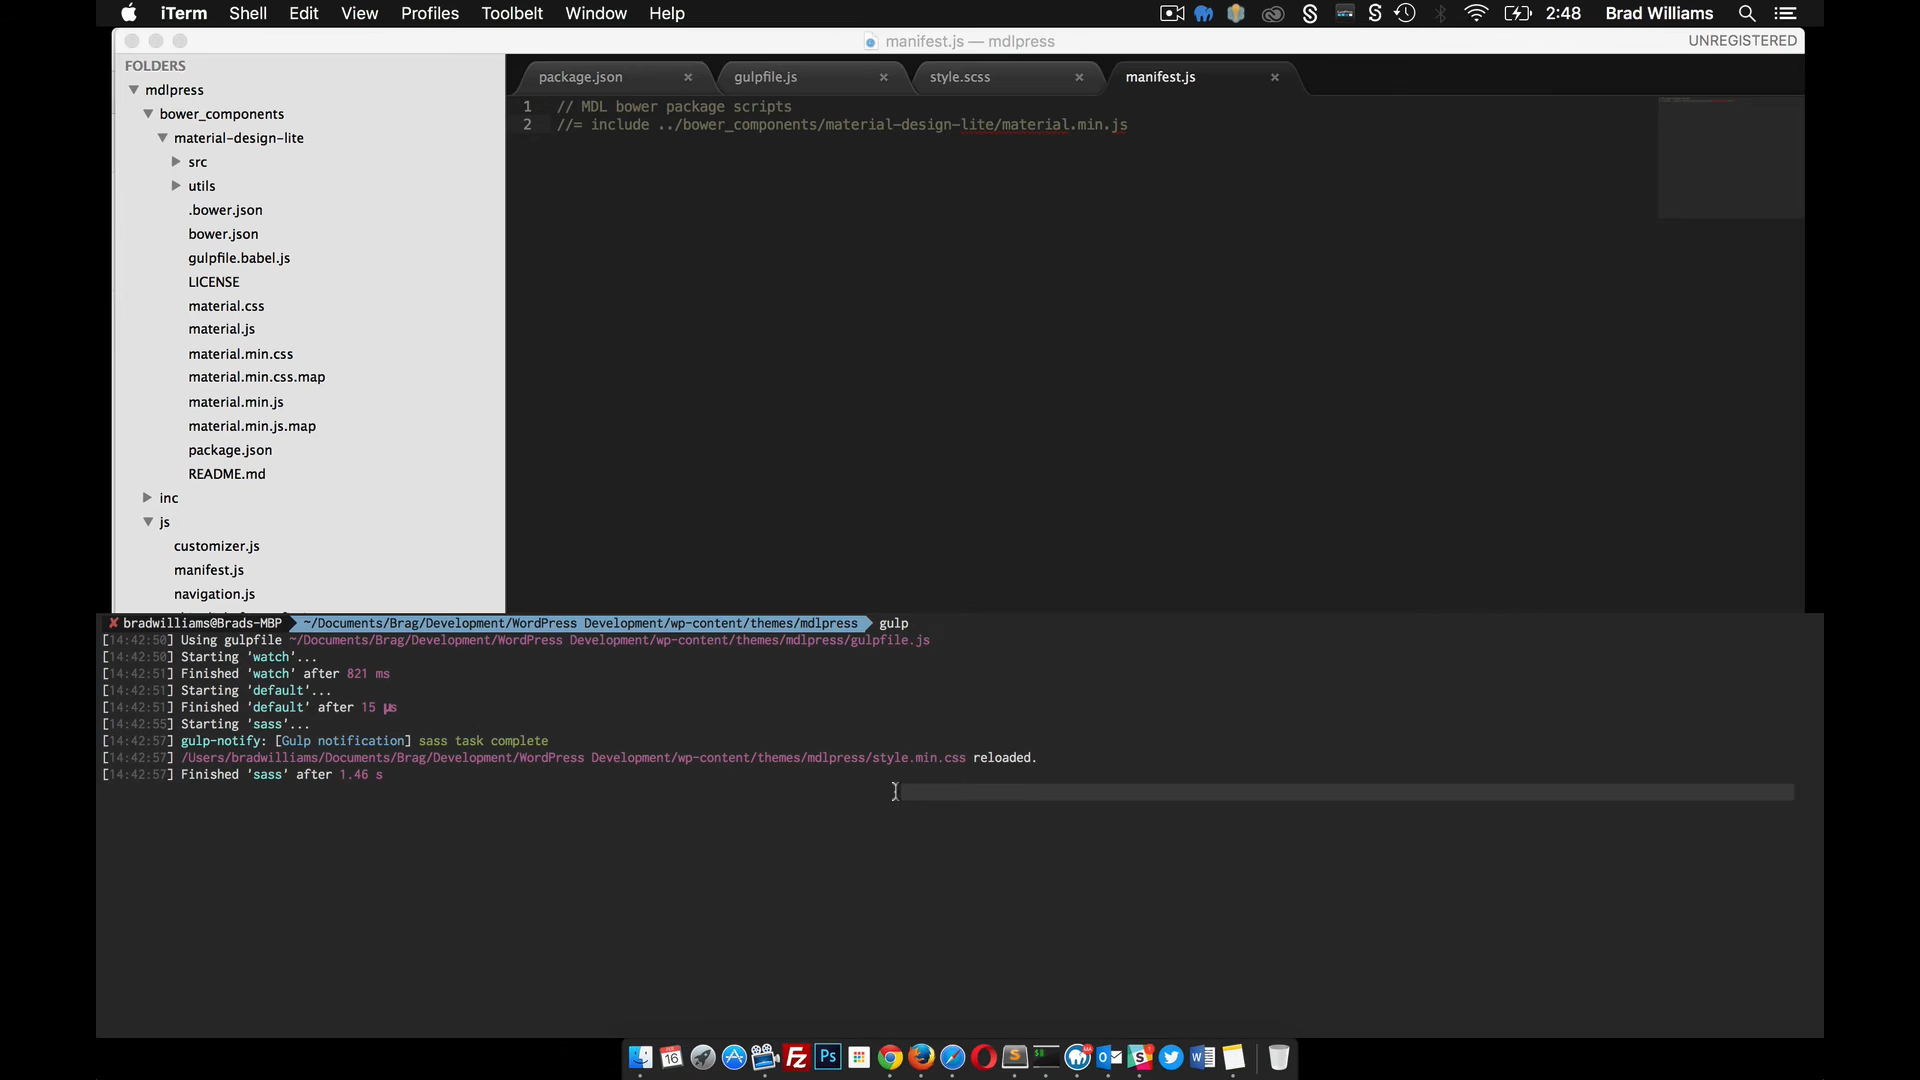 iTerm Shell Edit View Profiles Toolbelt Window Help 2:48 Brad Williams
manifest.js — mdlpress UNREGISTERED
FOLDERS
mdlpress
bower_components
material-design-lite
src
utils
.bower.json
bower.json
gulpfile.babel.js
LICENSE
material.css
material.js
material.min.css
material.min.css.map
material.min.js
material.min.js.map
package.json
README.md
inc
js
customizer.js
manifest.js
navigation.js
package.json × gulpfile.js × style.scss × manifest.js ×
1 // MDL bower package scripts
2 //= include ../bower_components/material-design-lite/material.min.js
✘ bradwilliams@Brads-MBP ~/Documents/Brag/Development/WordPress Development/wp-content/themes/mdlpress gulp
[14:42:50] Using gulpfile ~/Documents/Brag/Development/WordPress Development/wp-content/themes/mdlpress/gulpfile.js
[14:42:50] Starting 'watch'...
[14:42:51] Finished 'watch' after 821 ms
[14:42:51] Starting 'default'...
[14:42:51] Finished 'default' after 15 μs
[14:42:55] Starting 'sass'...
[14:42:57] gulp-notify: [Gulp notification] sass task complete
[14:42:57] /Users/bradwilliams/Documents/Brag/Development/WordPress Development/wp-content/themes/mdlpress/style.min.css reloaded.
[14:42:57] Finished 'sass' after 1.46 s
16
Fz
Ps